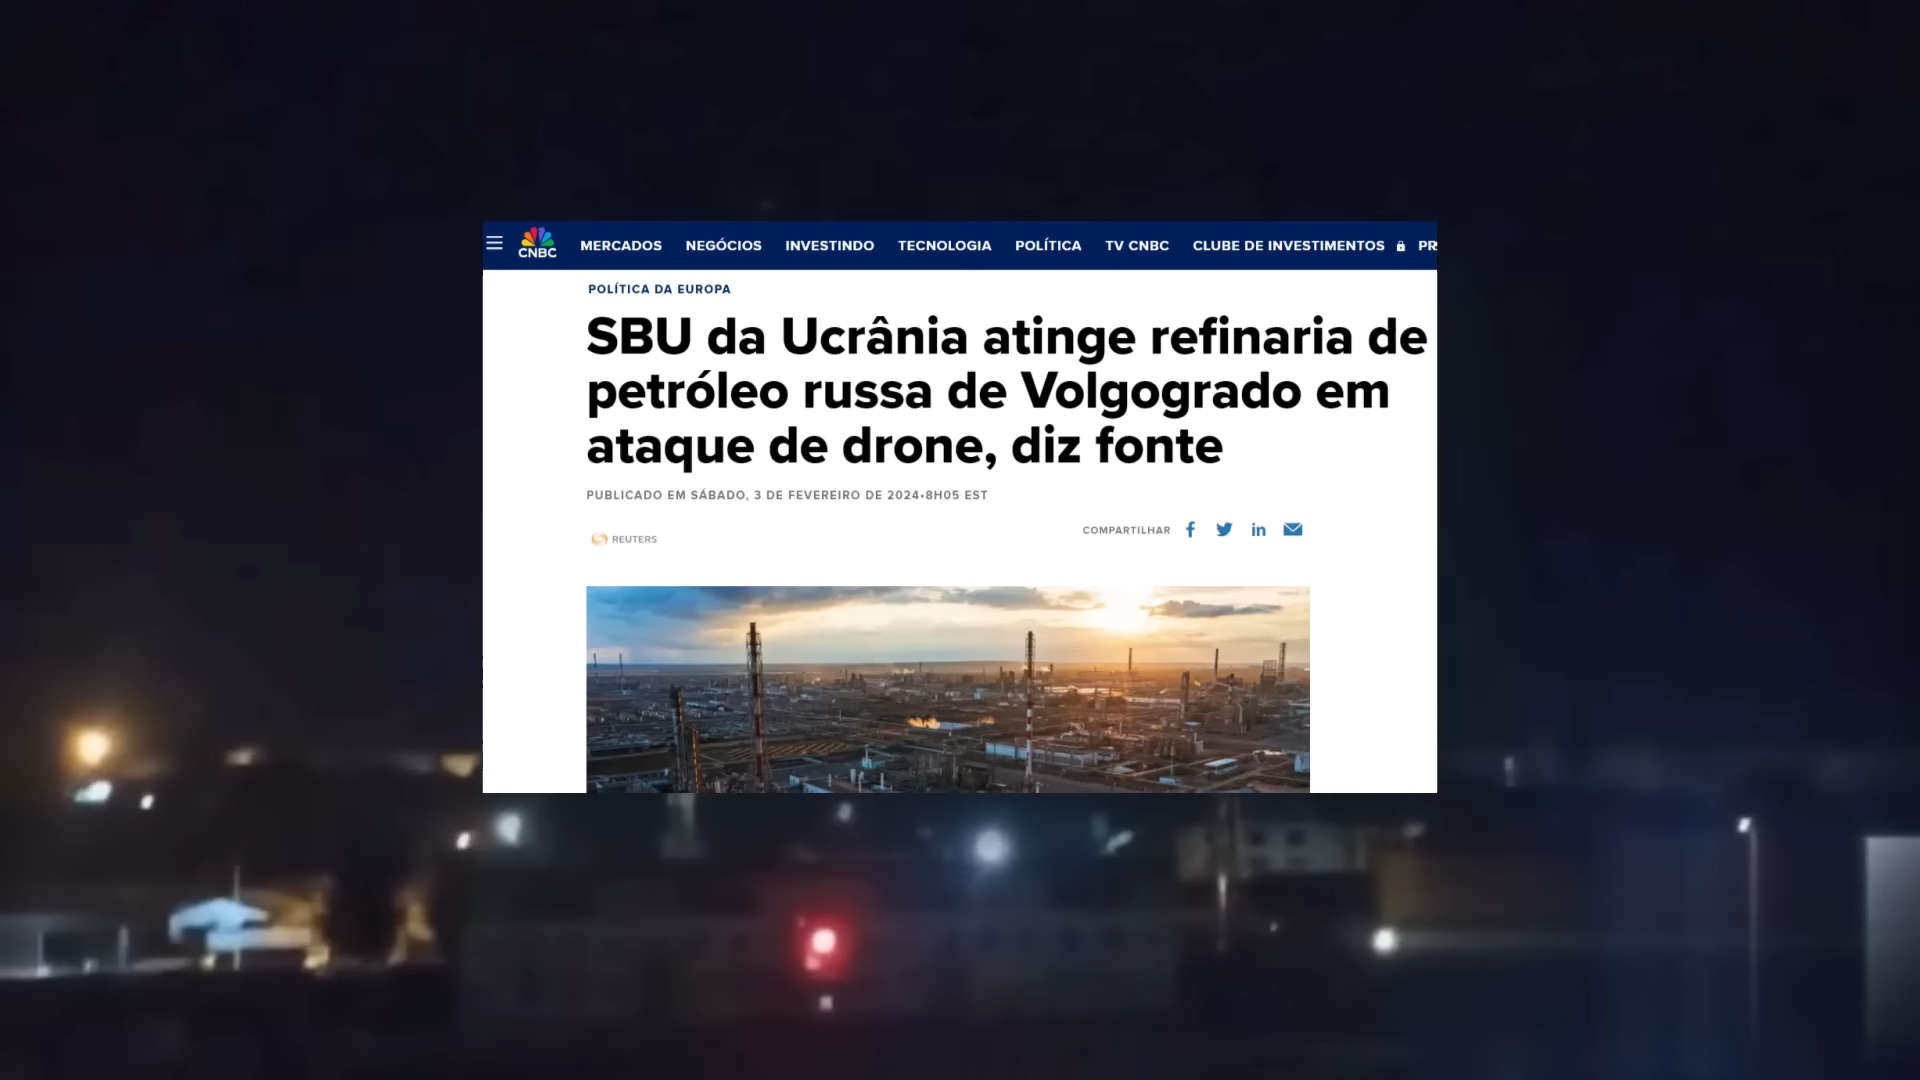 CNBC
MERCADOS NEGÓCIOS INVESTINDO TECNOLOGIA POLÍTICA TV CNBC CLUBE DE INVESTIMENTOS PR
POLÍTICA DA EUROPA
SBU da Ucrânia atinge refinaria de
petróleo russa de Volgogrado em
ataque de drone, diz fonte
PUBLICADO EM SÁBADO, 3 DE FEVEREIRO DE 2024•8H05 EST
REUTERS
COMPARTILHAR